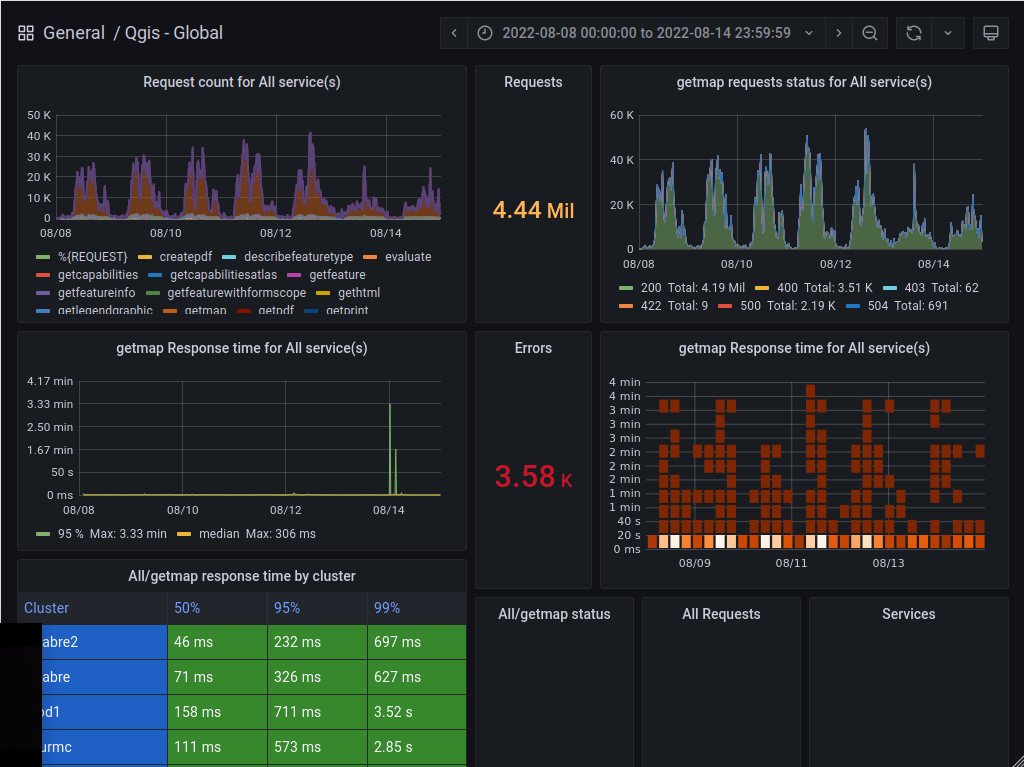 General / Qgis - Global
2022-08-08 00:00:00 to 2022-08-14 23:59:59
Request count for All service(s)
50 K
40 K
30 K
20 K
10 K
0
08/08 08/10 08/12 08/14
%{REQUEST} createpdf describefeaturetype evaluate
getcapabilities getcapabilitiesatlas getfeature
getfeatureinfo getfeaturewithformscope gethtml
getlegendgraphic getmap getpdf getprint
Requests
4.44 Mil
getmap requests status for All service(s)
60 K
40 K
20 K
0
08/08 08/10 08/12 08/14
200 Total: 4.19 Mil 400 Total: 3.51 K 403 Total: 62
422 Total: 9 500 Total: 2.19 K 504 Total: 691
getmap Response time for All service(s)
4.17 min
3.33 min
2.50 min
1.67 min
50 s
0 ms
08/08 08/10 08/12 08/14
95 % Max: 3.33 min median Max: 306 ms
Errors
3.58 K
getmap Response time for All service(s)
4 min
4 min
3 min
3 min
3 min
2 min
2 min
2 min
1 min
1 min
40 s
20 s
0 ms
08/09 08/11 08/13
All/getmap response time by cluster
Cluster 50% 95% 99%
abre2 46 ms 232 ms 697 ms
abre 71 ms 326 ms 627 ms
od1 158 ms 711 ms 3.52 s
urmc 111 ms 573 ms 2.85 s
All/getmap status
All Requests
Services